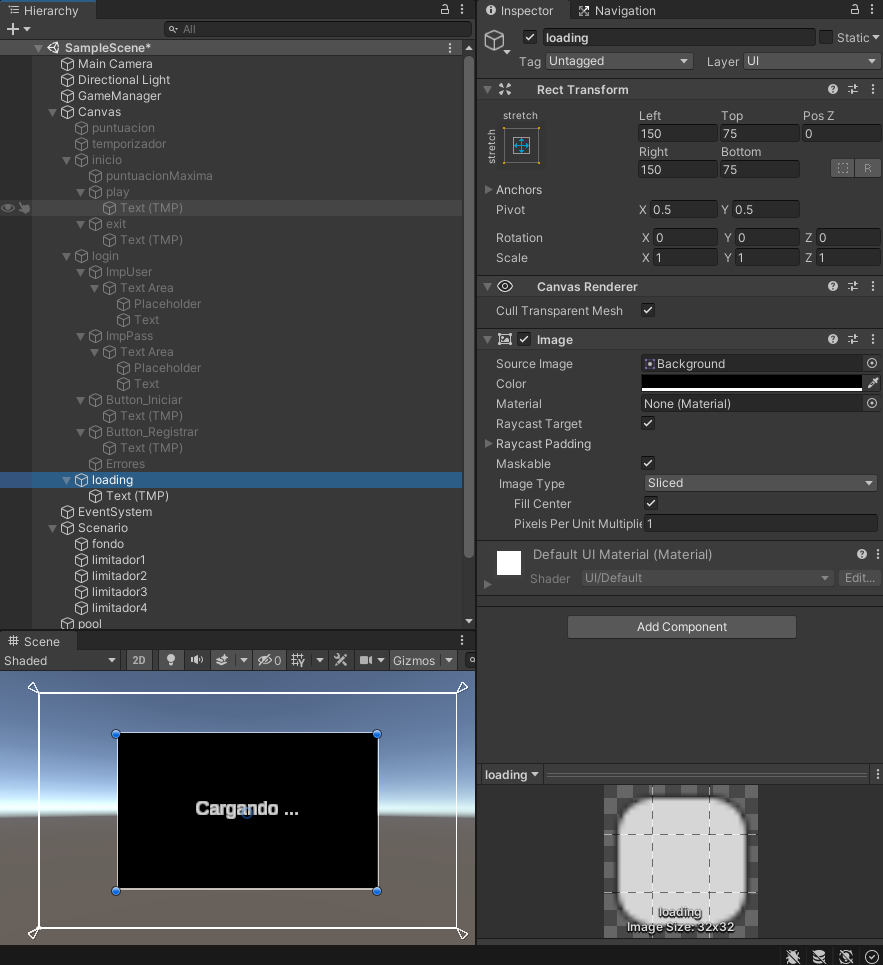 Hierarchy
All
SampleScene*
Main Camera
Directional Light
GameManager
Canvas
puntuacion
temporizador
inicio
puntuacionMaxima
play
Text (TMP)
exit
Text (TMP)
login
ImpUser
Text Area
Placeholder
Text
ImpPass
Text Area
Placeholder
Text
Button_Iniciar
Text (TMP)
Button_Registrar
Text (TMP)
Errores
loading
Text (TMP)
EventSystem
Scenario
fondo
limitador1
limitador2
limitador3
limitador4
pool
Scene
Shaded 2D 0 Gizmos
Cargando ...
Inspector Navigation
loading Static
Tag Untagged Layer UI
Rect Transform
stretch
stretch
Left Top Pos Z
150 75 0
Right Bottom
150 75 R
Anchors
Pivot X 0.5 Y 0.5
Rotation X 0 Y 0 Z 0
Scale X 1 Y 1 Z 1
Canvas Renderer
Cull Transparent Mesh
Image
Source Image Background
Color
Material None (Material)
Raycast Target
Raycast Padding
Maskable
Image Type Sliced
Fill Center
Pixels Per Unit Multiplie 1
Default UI Material (Material)
Shader UI/Default Edit...
Add Component
loading
loading
Image Size: 32x32